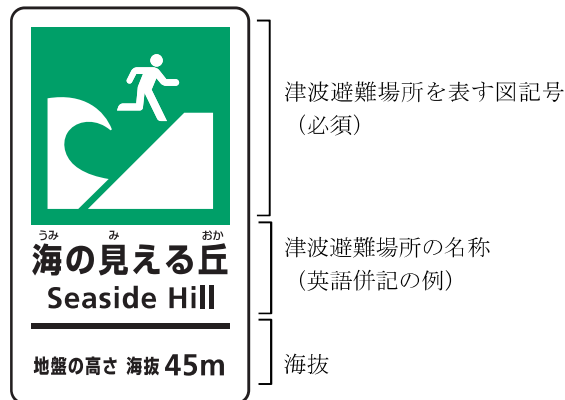 津波避難場所を表す図記号
（必須）
うみ み おか
海の見える丘
Seaside Hill
津波避難場所の名称
（英語併記の例）
地盤の高さ 海抜 45m
海抜